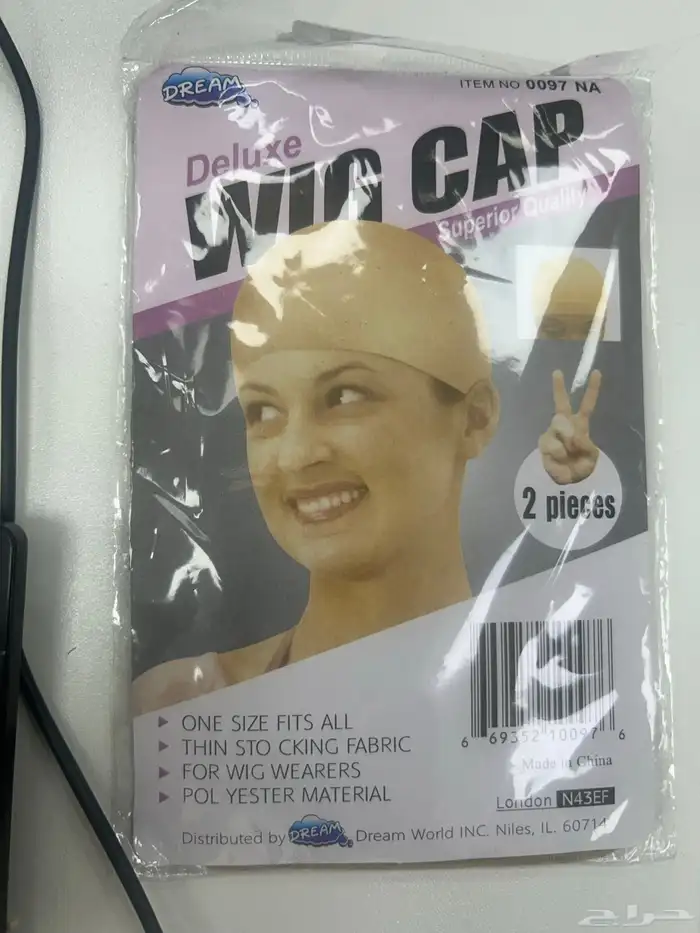 DREAM
ITEM NO 0097 NA
Deluxe
WIG CAP
Superior Quality
2 pieces
ONE SIZE FITS ALL
THIN STO CKING FABRIC
FOR WIG WEARERS
POL YESTER MATERIAL
6 69352 10097 6
Made in China
London N43EF
Distributed by DREAM Dream World INC. Niles, IL. 60714
حراج